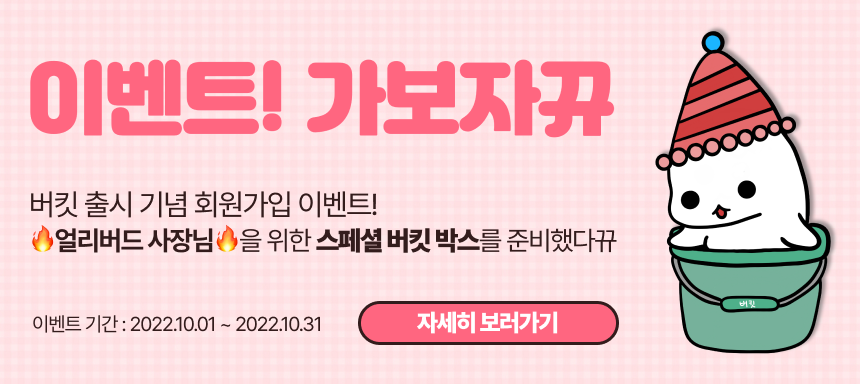 이벤트! 가보자뀨
버킷 출시 기념 회원가입 이벤트!
🔥얼리버드 사장님🔥을 위한 스페셜 버킷 박스를 준비했다뀨
이벤트 기간 : 2022.10.01 ~ 2022.10.31
자세히 보러가기
버킷